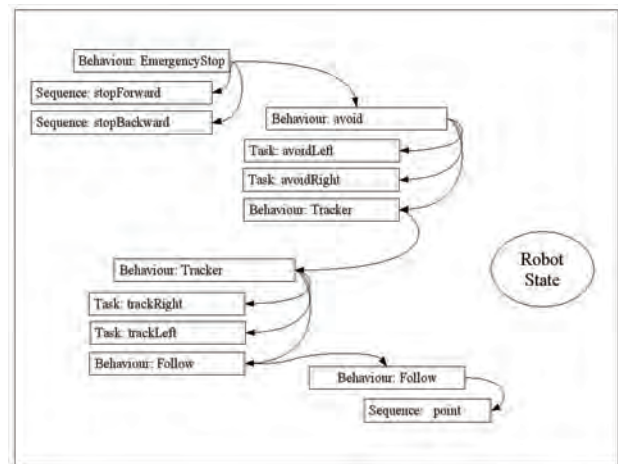 Behaviour: EmergencyStop
Sequence: stopForward
Sequence: stopBackward
Behaviour: avoid
Task: avoidLeft
Task: avoidRight
Behaviour: Tracker
Behaviour: Tracker
Task: trackRight
Task: trackLeft
Behaviour: Follow
Behaviour: Follow
Sequence: point
Robot
State